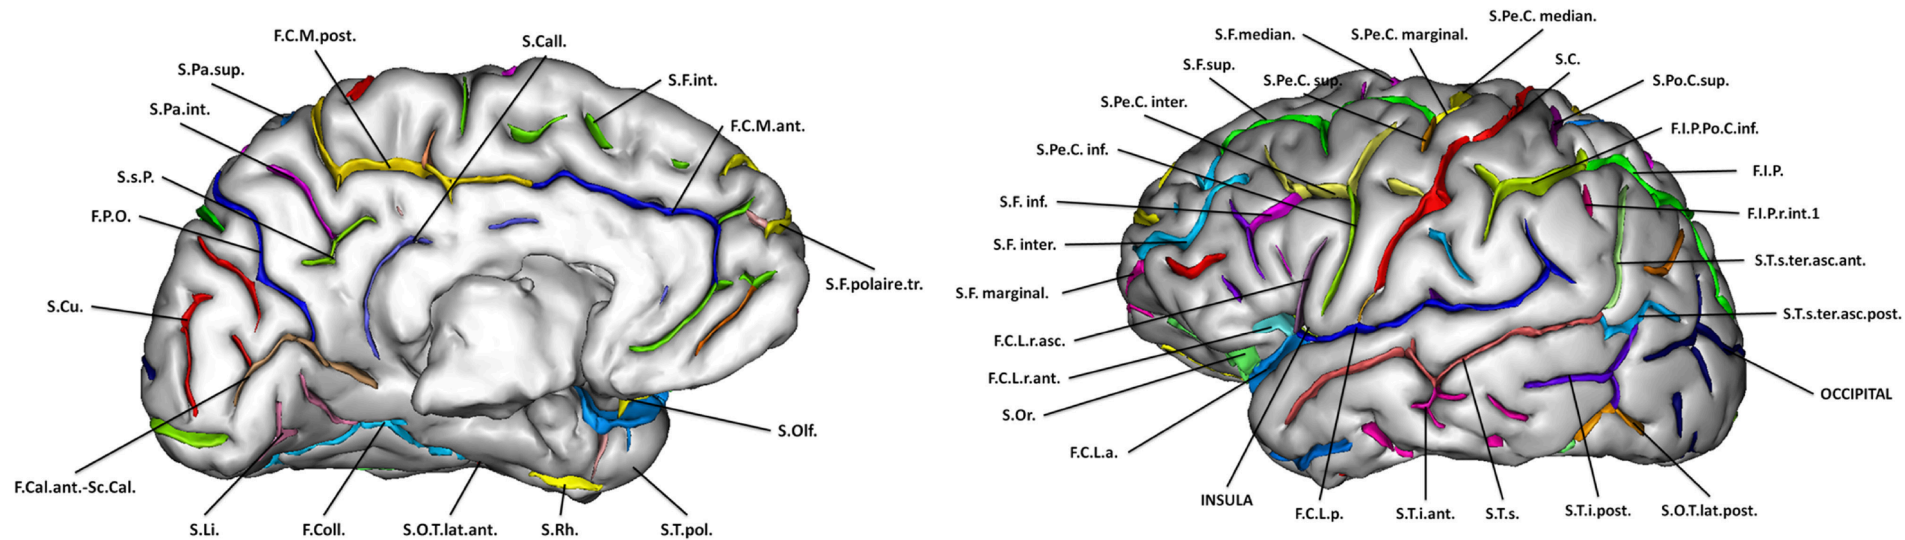 F.C.M.post.
S.Call.
S.Pa.sup.
S.F.int.
S.Pa.int.
F.C.M.ant.
S.s.P.
F.P.O.
S.F.polaire.tr.
S.Cu.
S.Olf.
F.Cal.ant.-Sc.Cal.
S.Li.
F.Coll.
S.O.T.lat.ant.
S.Rh.
S.T.pol.
S.Pe.C. median.
S.F.median.
S.Pe.C. marginal.
S.F.sup.
S.C.
S.Pe.C. sup.
S.Po.C.sup.
S.Pe.C. inter.
F.I.P.Po.C.inf.
S.Pe.C. inf.
F.I.P.
S.F. inf.
F.I.P.r.int.1
S.F. inter.
S.T.s.ter.asc.ant.
S.F. marginal.
S.T.s.ter.asc.post.
F.C.L.r.asc.
F.C.L.r.ant.
OCCIPITAL
S.Or.
F.C.L.a.
INSULA
F.C.L.p.
S.T.i.ant.
S.T.s.
S.T.i.post.
S.O.T.lat.post.